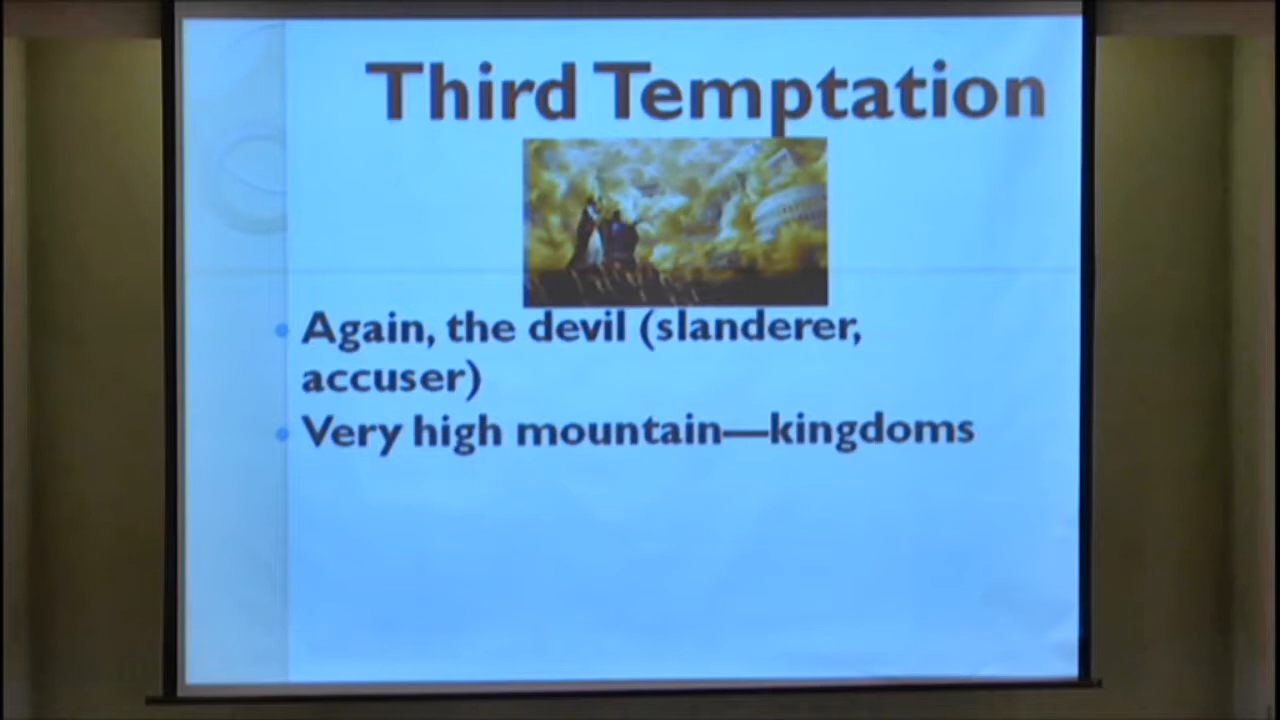 Third Temptation
Again, the devil (slanderer,
accuser)
Very high mountain—kingdoms